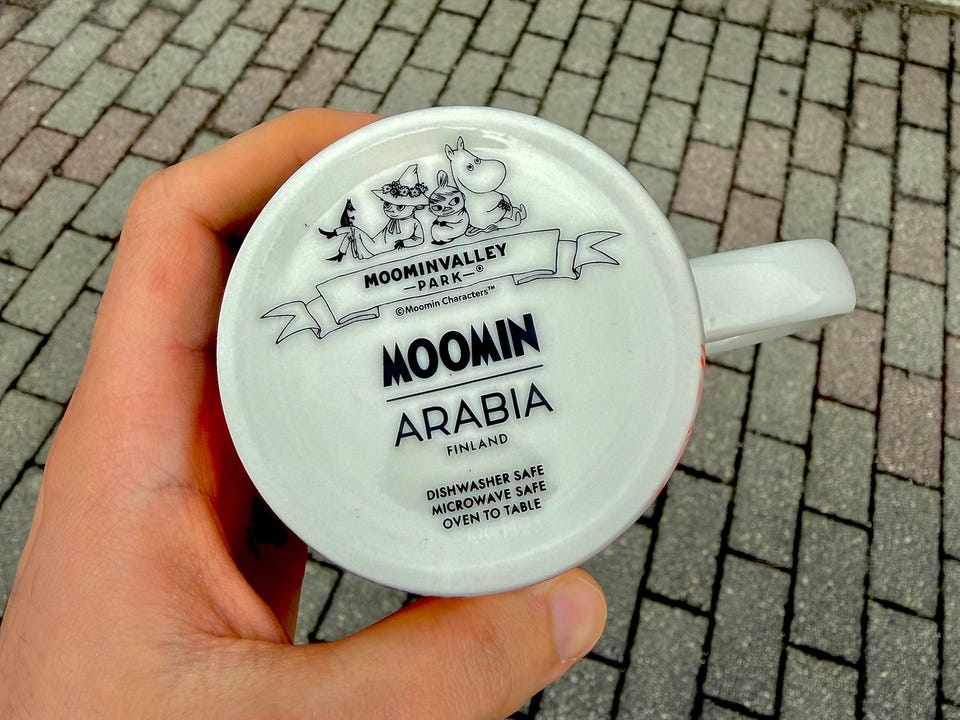 MOOMINVALLEY
—PARK—®
©Moomin Characters™
MOOMIN
ARABIA
FINLAND
DISHWASHER SAFE
MICROWAVE SAFE
OVEN TO TABLE